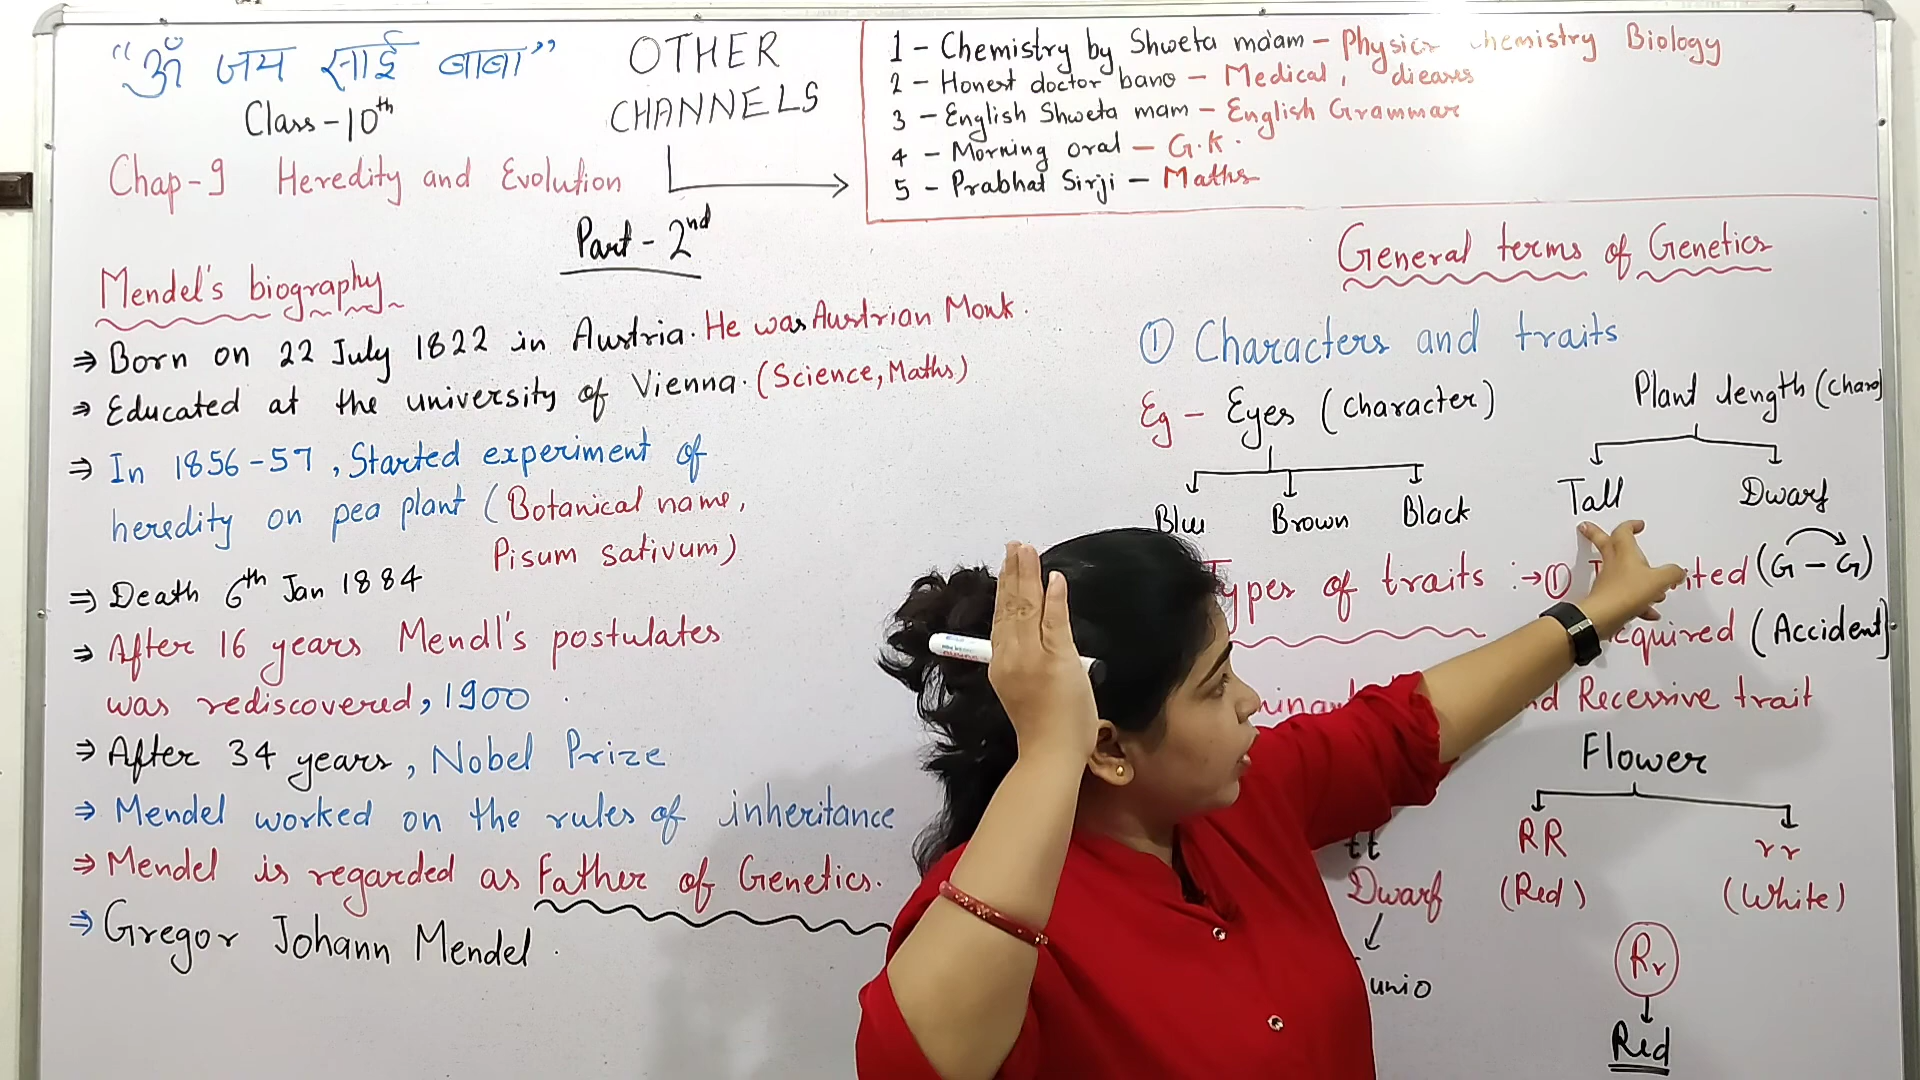 “ॐ जय साई बाबा”
Class-10th
Chap-9 Heredity and Evolution
OTHER
CHANNELS
1 - Chemistry by Shweta ma'am - Physics chemistry Biology
2 - Honest doctor bano - Medical, dieases
3 - English Shweta mam - English Grammar
4 - Morning oral - G.K.
5 - Prabhat Sirji - Maths
Part - 2nd
Mendel's biography
⇒ Born on 22 July 1822 in Austria. He was Austrian Monk.
⇒ Educated at the university of Vienna. (Science, Maths)
⇒ In 1856-57, Started experiment of
heredity on pea plant (Botanical name,
Pisum sativum)
⇒ Death 6th Jan 1884
⇒ After 16 years Mendl's postulates
was rediscovered, 1900
⇒ After 34 years, Nobel Prize
⇒ Mendel worked on the rules of inheritance
⇒ Mendel is regarded as Father of Genetics.
⇒ Gregor Johann Mendel.
General terms of Genetics
① Characters and traits
Eg - Eyes (character)
Blue Brown Black
Plant length (Char)
Tall Dwarf
Types of traits :→ ① (G - G)
(Accident)
and Recessive trait
Flower
RR rr
(Red) (White)
Rr
Red
tt
Dwarf